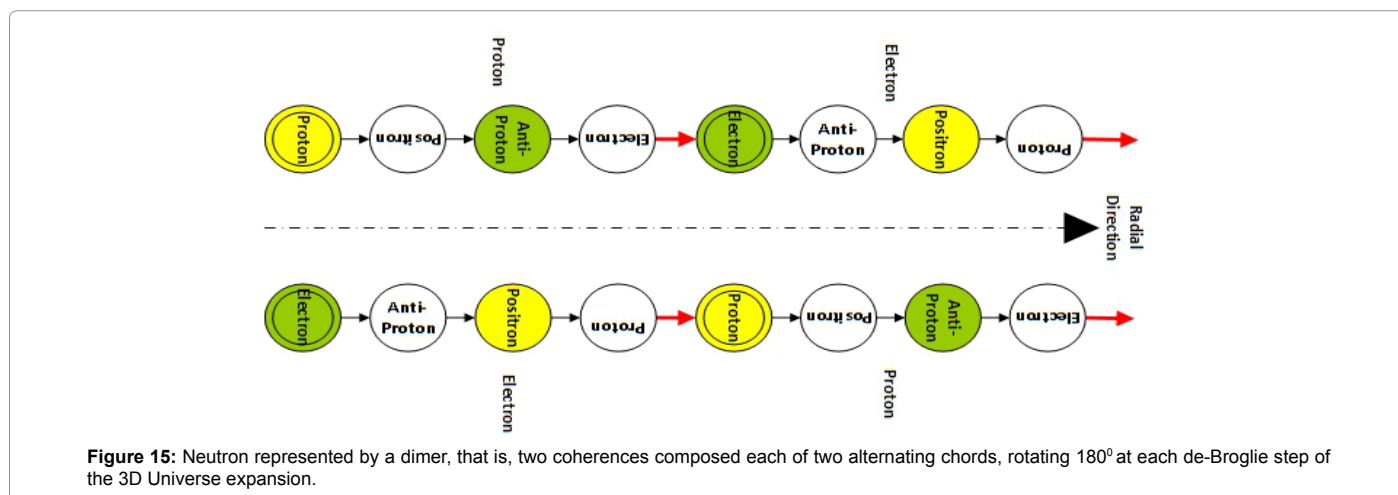 Proton
Electron
Proton
Positron
Anti-
Proton
Electron
Electron
Anti-
Proton
Positron
Proton
Radial
Direction
Electron
Anti-
Proton
Positron
Proton
Proton
Positron
Anti-
Proton
Electron
Electron
Proton
Figure 15: Neutron represented by a dimer, that is, two coherences composed each of two alternating chords, rotating 180⁰ at each de-Broglie step of
the 3D Universe expansion.